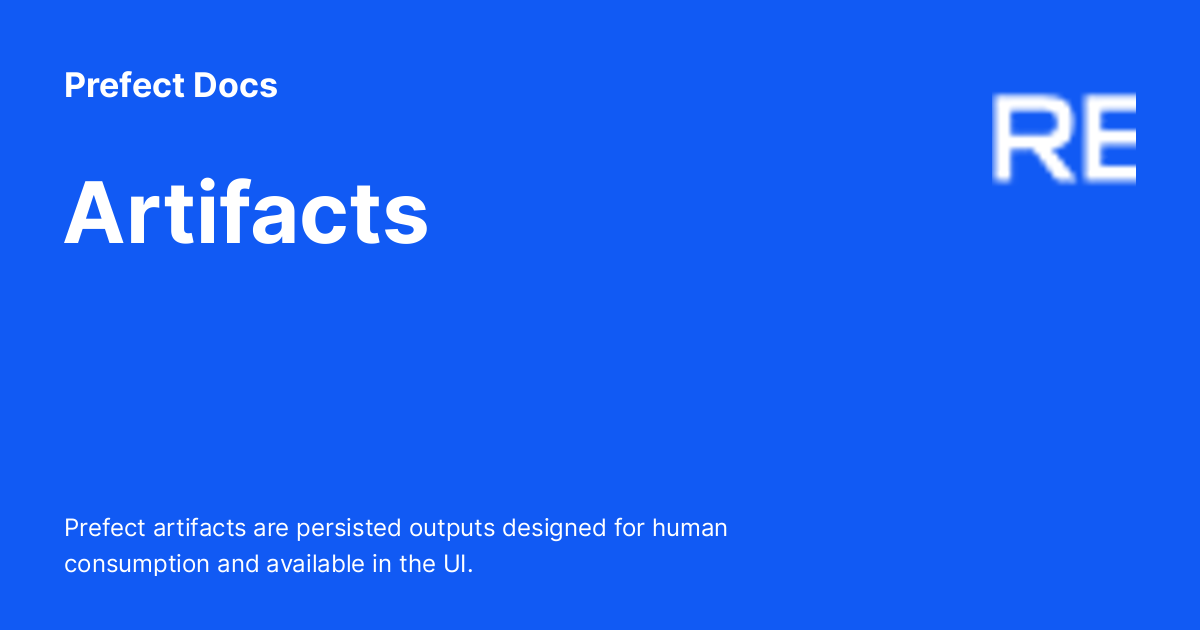 Prefect Docs
RE
Artifacts
Prefect artifacts are persisted outputs designed for human
consumption and available in the UI.